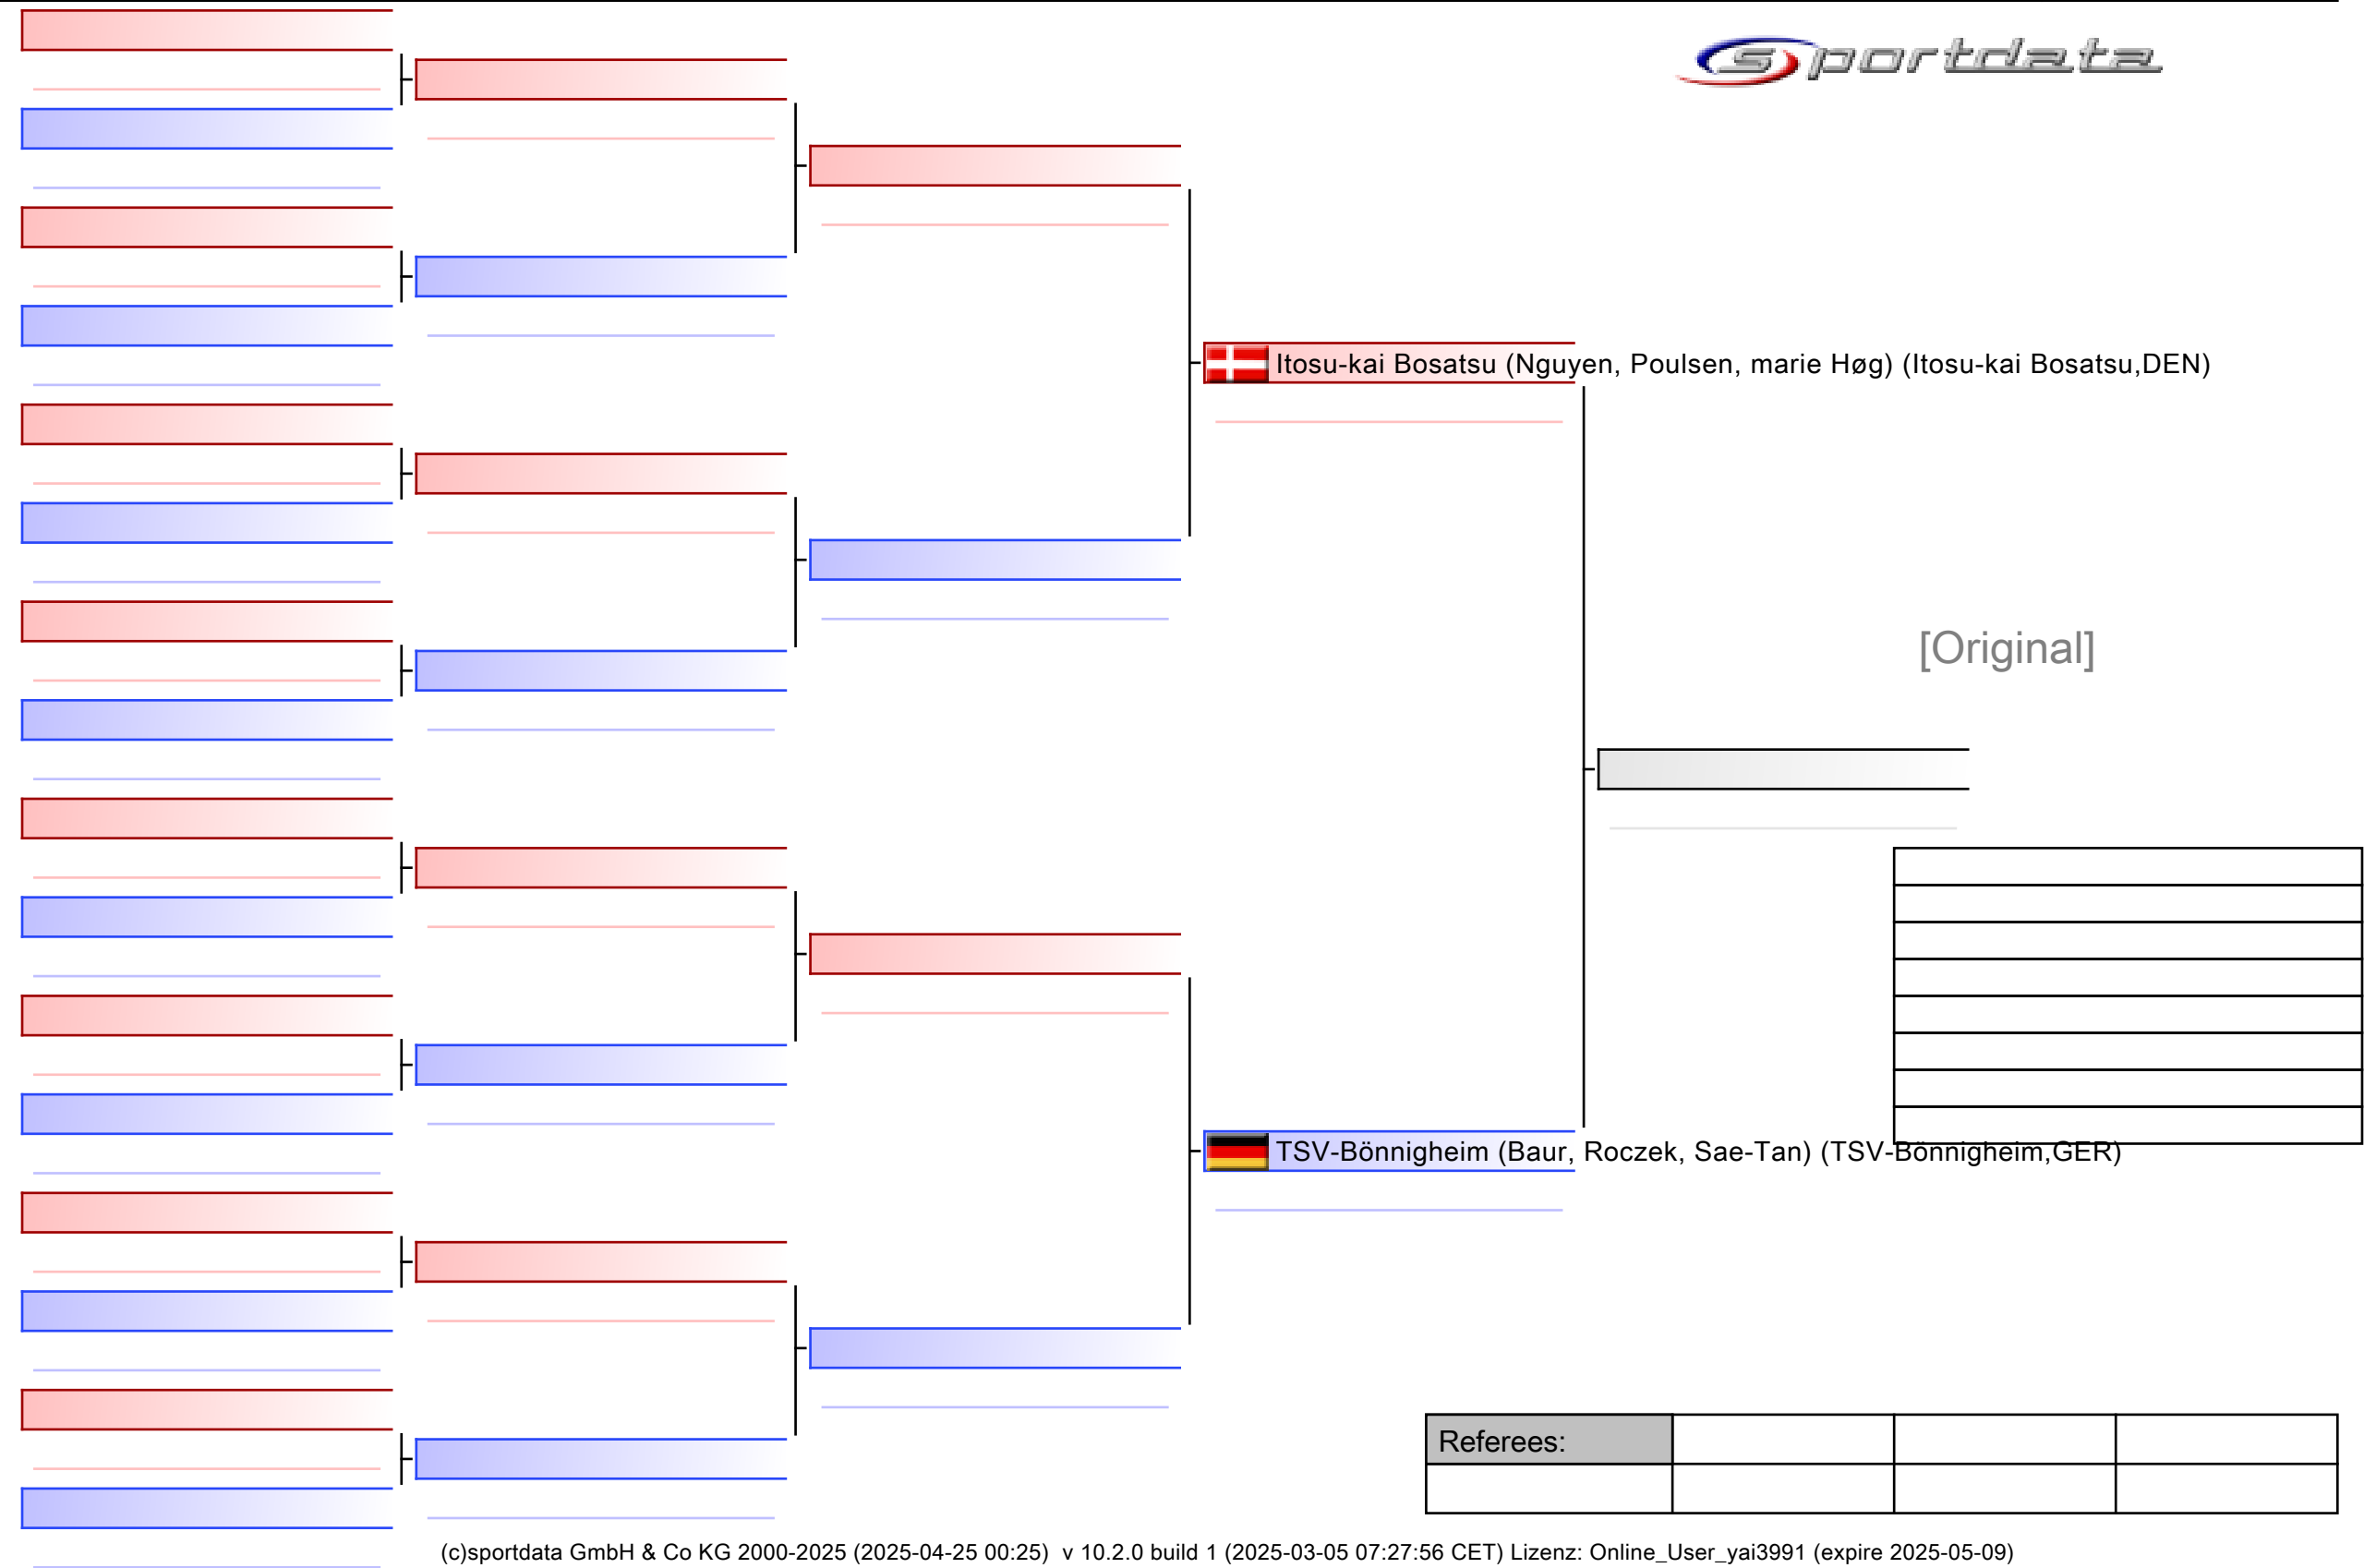 sportdata
Itosu-kai Bosatsu (Nguyen, Poulsen, marie Høg) (Itosu-kai Bosatsu,DEN)
[Original]
TSV-Bönnigheim (Baur, Roczek, Sae-Tan) (TSV-Bönnigheim,GER)
Referees:
(c)sportdata GmbH & Co KG 2000-2025 (2025-04-25 00:25)  v 10.2.0 build 1 (2025-03-05 07:27:56 CET) Lizenz: Online_User_yai3991 (expire 2025-05-09)